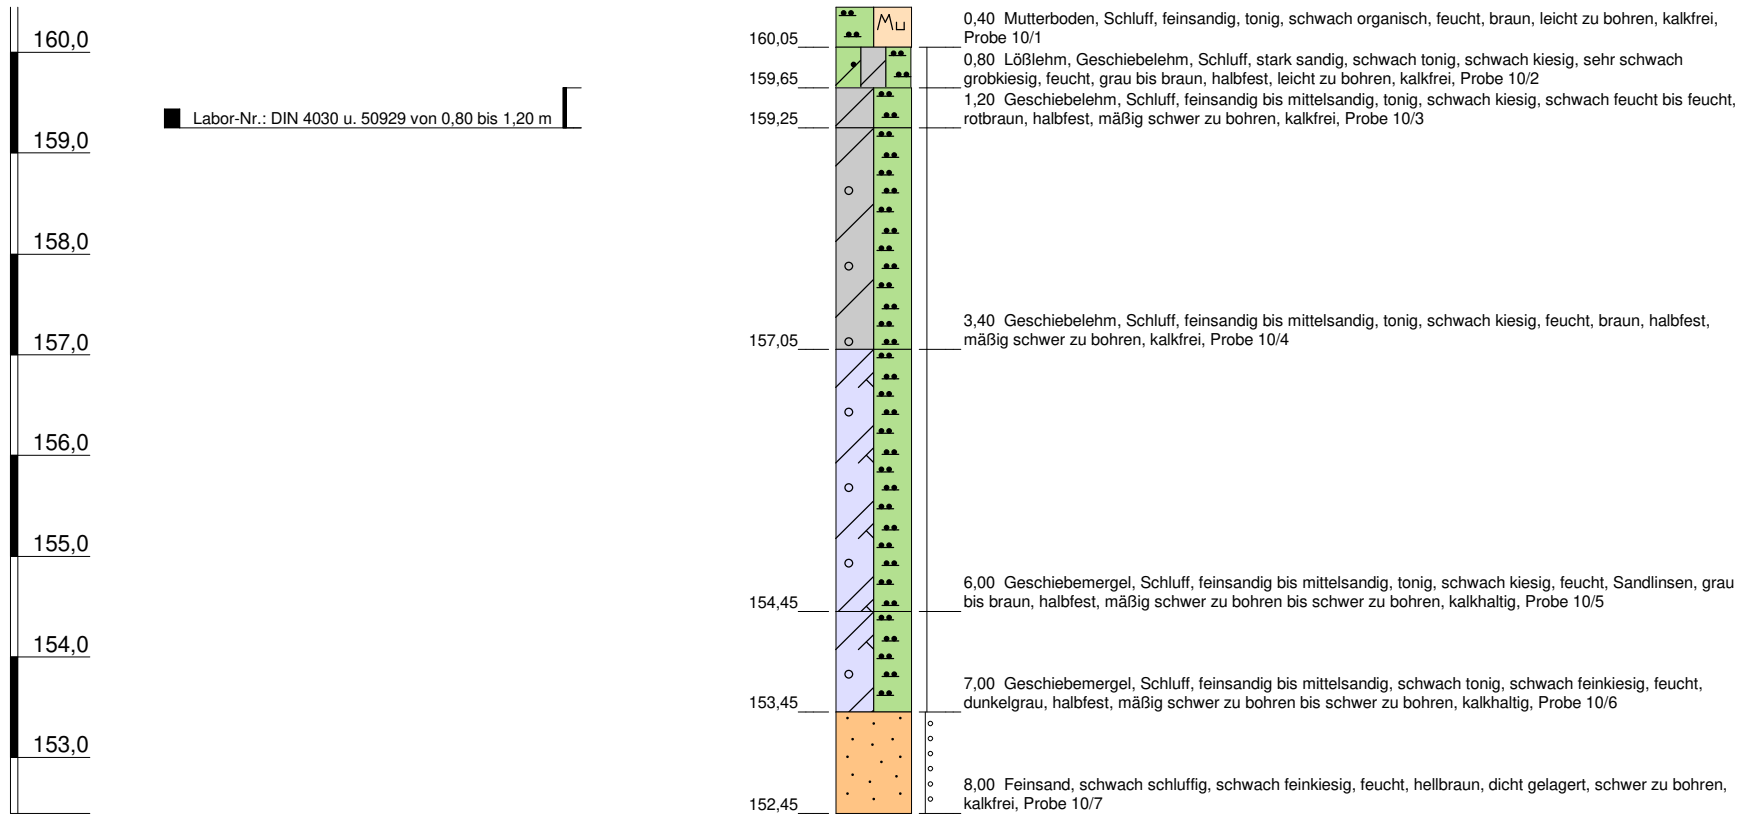 160,0
159,0
158,0
157,0
156,0
155,0
154,0
153,0
Labor-Nr.: DIN 4030 u. 50929 von 0,80 bis 1,20 m
Mu
160,05
0,40 Mutterboden, Schluff, feinsandig, tonig, schwach organisch, feucht, braun, leicht zu bohren, kalkfrei,
Probe 10/1
159,65
0,80 Lößlehm, Geschiebelehm, Schluff, stark sandig, schwach tonig, schwach kiesig, sehr schwach
grobkiesig, feucht, grau bis braun, halbfest, leicht zu bohren, kalkfrei, Probe 10/2
159,25
1,20 Geschiebelehm, Schluff, feinsandig bis mittelsandig, tonig, schwach kiesig, schwach feucht bis feucht,
rotbraun, halbfest, mäßig schwer zu bohren, kalkfrei, Probe 10/3
157,05
3,40 Geschiebelehm, Schluff, feinsandig bis mittelsandig, tonig, schwach kiesig, feucht, braun, halbfest,
mäßig schwer zu bohren, kalkfrei, Probe 10/4
154,45
6,00 Geschiebemergel, Schluff, feinsandig bis mittelsandig, tonig, schwach kiesig, feucht, Sandlinsen, grau
bis braun, halbfest, mäßig schwer zu bohren bis schwer zu bohren, kalkhaltig, Probe 10/5
153,45
7,00 Geschiebemergel, Schluff, feinsandig bis mittelsandig, schwach tonig, schwach feinkiesig, feucht,
dunkelgrau, halbfest, mäßig schwer zu bohren bis schwer zu bohren, kalkhaltig, Probe 10/6
152,45
8,00 Feinsand, schwach schluffig, schwach feinkiesig, feucht, hellbraun, dicht gelagert, schwer zu bohren,
kalkfrei, Probe 10/7